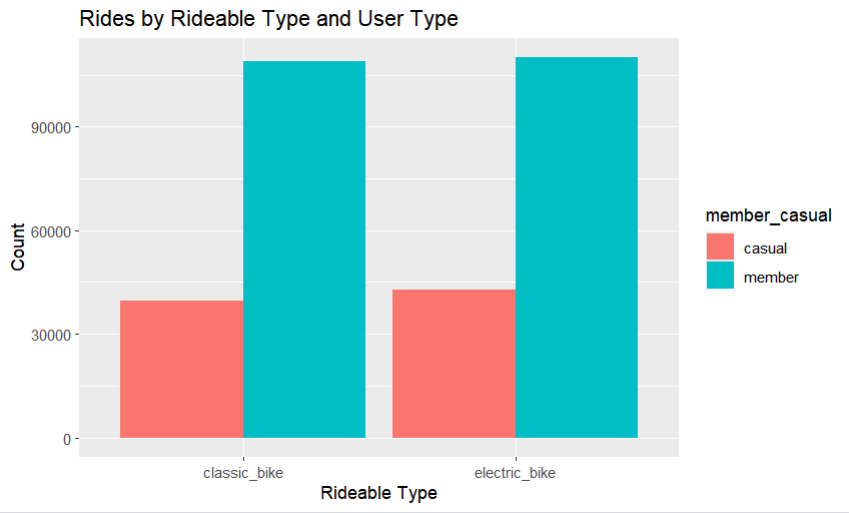 Rides by Rideable Type and User Type
Count
90000
60000
30000
0
classic_bike
electric_bike
Rideable Type
member_casual
casual
member